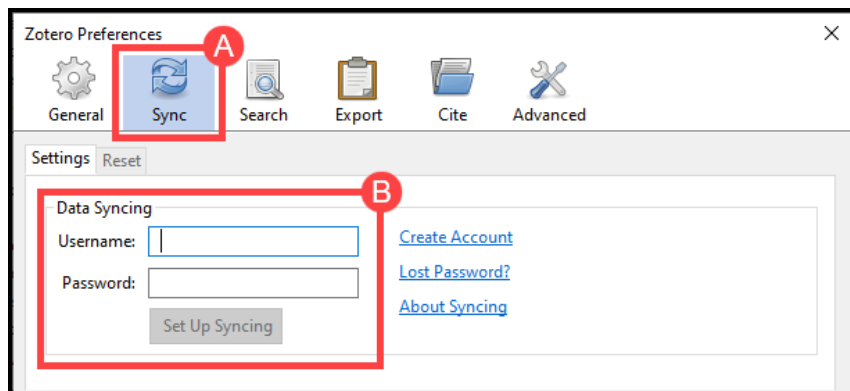 Zotero Preferences
A
General Sync Search Export Cite Advanced
Settings Reset
B
Data Syncing
Username:
Create Account
Password:
Lost Password?
Set Up Syncing
About Syncing